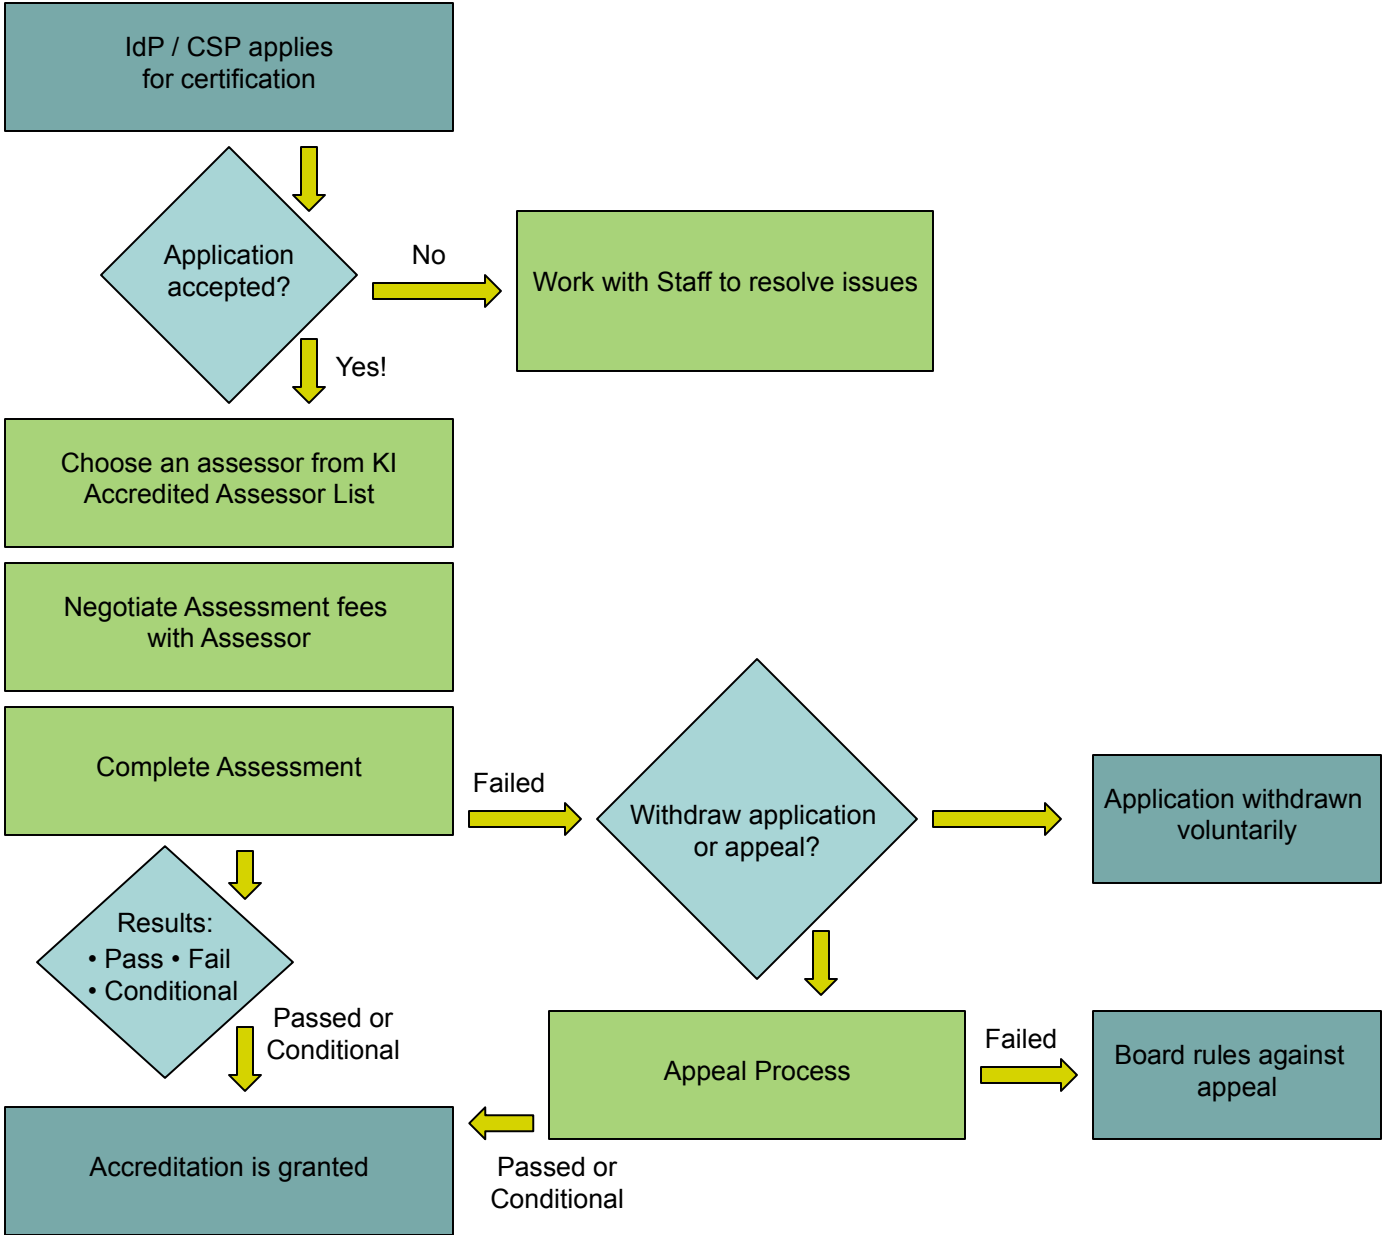 IdP / CSP applies
for certification
Application
accepted?
No
Work with Staff to resolve issues
Yes!
Choose an assessor from KI
Accredited Assessor List
Negotiate Assessment fees
with Assessor
Complete Assessment
Failed
Withdraw application
or appeal?
Application withdrawn
voluntarily
Results:
• Pass • Fail
• Conditional
Passed or
Conditional
Appeal Process
Failed
Board rules against
appeal
Accreditation is granted
Passed or
Conditional